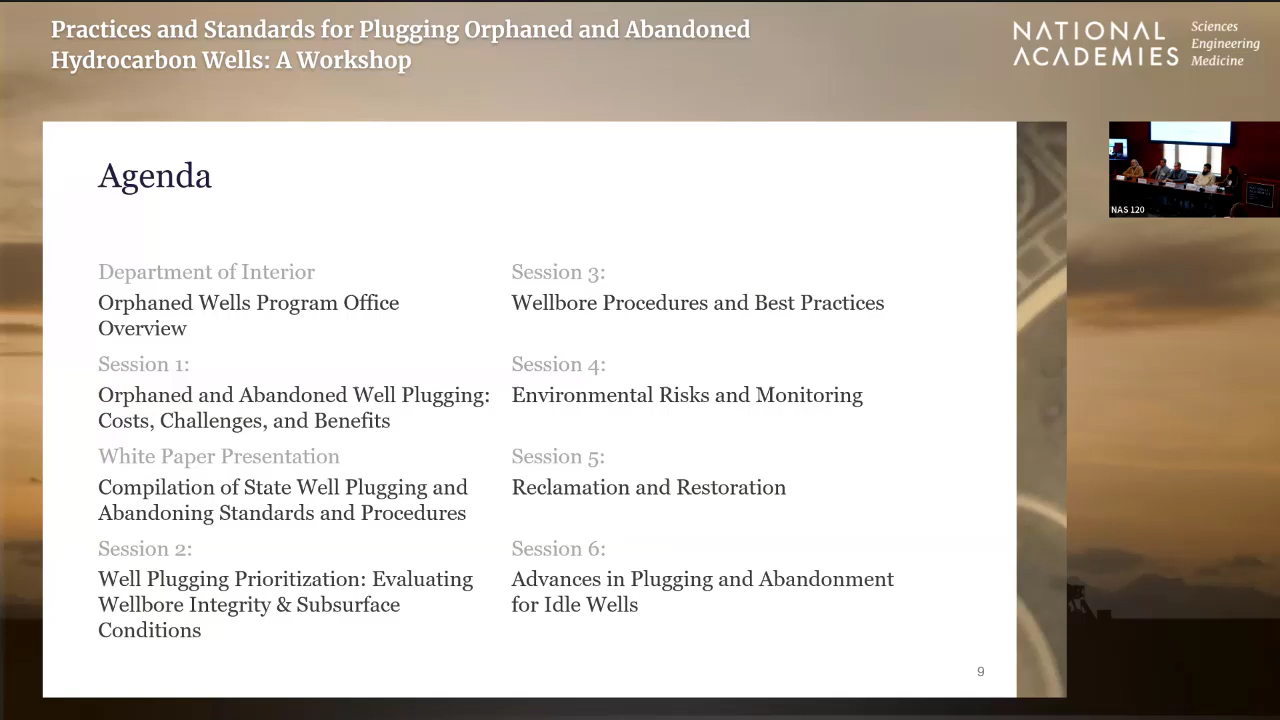 Practices and Standards for Plugging Orphaned and Abandoned
Hydrocarbon Wells: A Workshop
NATIONAL
ACADEMIES
Sciences
Engineering
Medicine
Agenda
Department of Interior
Orphaned Wells Program Office
Overview
Session 1:
Orphaned and Abandoned Well Plugging:
Costs, Challenges, and Benefits
White Paper Presentation
Compilation of State Well Plugging and
Abandoning Standards and Procedures
Session 2:
Well Plugging Prioritization: Evaluating
Wellbore Integrity & Subsurface
Conditions
Session 3:
Wellbore Procedures and Best Practices
Session 4:
Environmental Risks and Monitoring
Session 5:
Reclamation and Restoration
Session 6:
Advances in Plugging and Abandonment
for Idle Wells
9
NAS 120